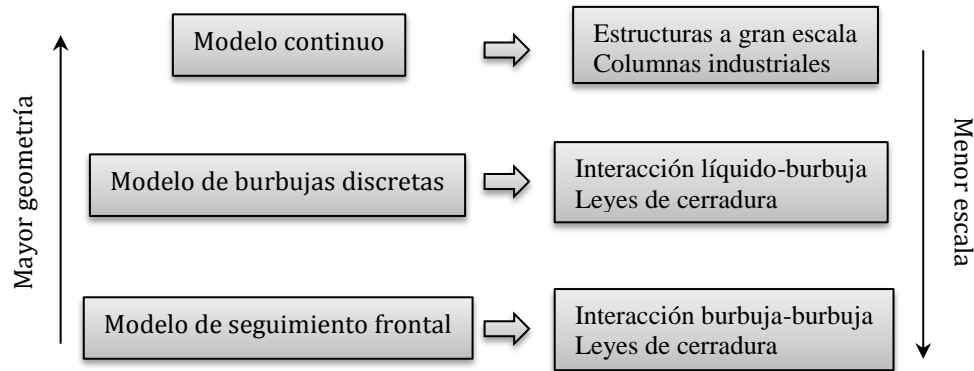 Mayor geometría
Modelo continuo
Estructuras a gran escala
Columnas industriales
Modelo de burbujas discretas
Interacción líquido-burbuja
Leyes de cerradura
Modelo de seguimiento frontal
Interacción burbuja-burbuja
Leyes de cerradura
Menor escala